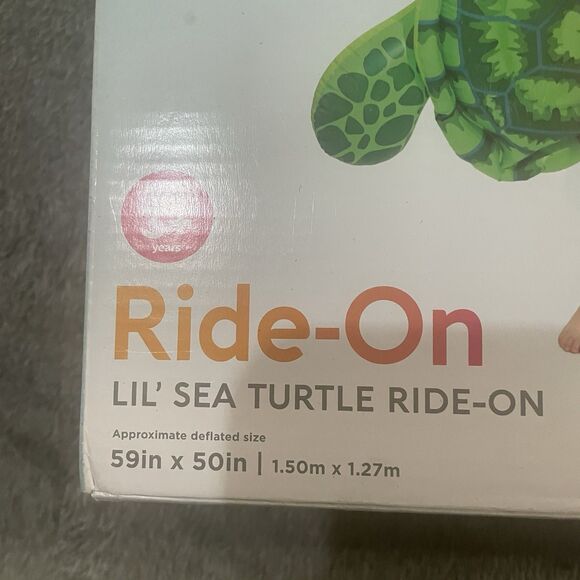 years
Ride-On
LIL' SEA TURTLE RIDE-ON
Approximate deflated size
59in x 50in | 1.50m x 1.27m